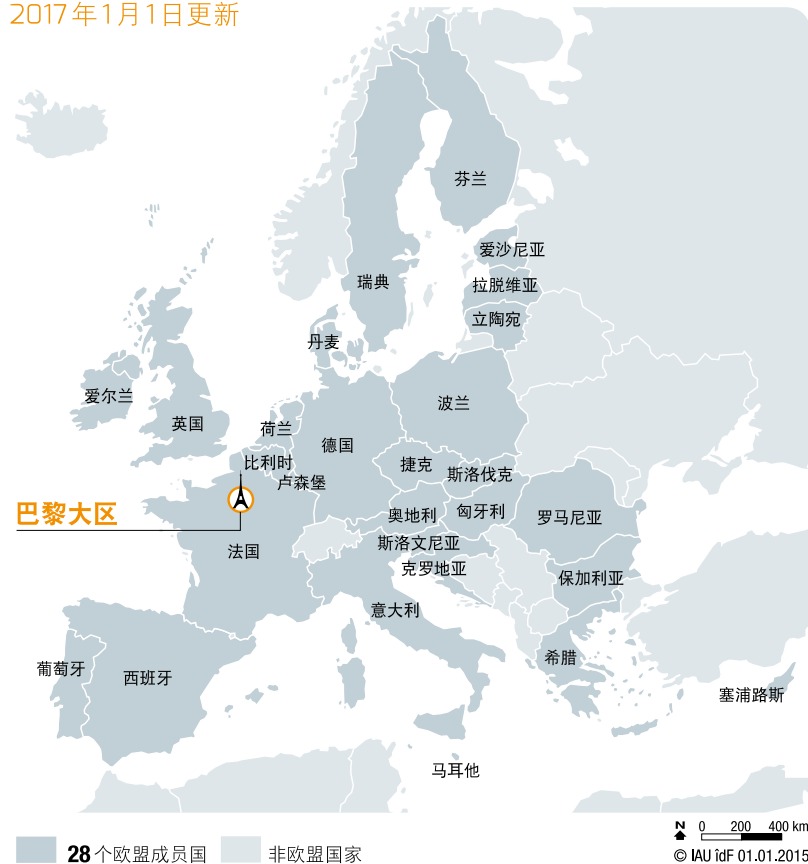 2017年1月1日更新
芬兰
爱沙尼亚
瑞典
拉脱维亚
立陶宛
丹麦
爱尔兰
英国
荷兰
波兰
德国
比利时
捷克
斯洛伐克
卢森堡
巴黎大区
奥地利
匈牙利
罗马尼亚
法国
斯洛文尼亚
克罗地亚
保加利亚
意大利
希腊
葡萄牙
西班牙
塞浦路斯
马耳他
28个欧盟成员国
非欧盟国家
N
0 200 400 km
© IAU îdF 01.01.2015